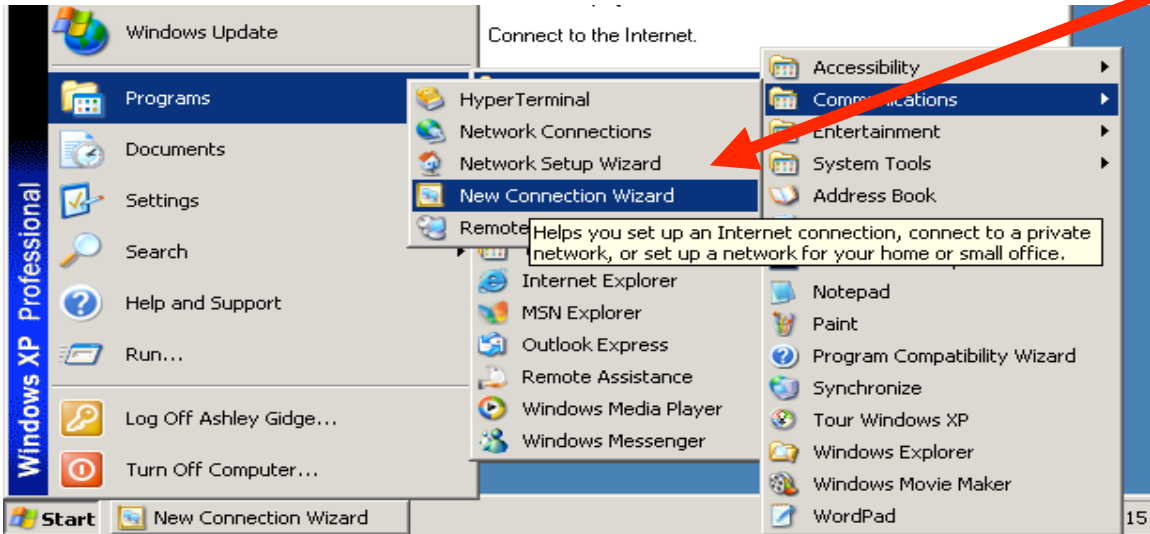 Windows Update
Connect to the Internet.
Programs
Documents
Settings
Search
Help and Support
Run...
Log Off Ashley Gidge...
Turn Off Computer...
Windows XP Professional
HyperTerminal
Network Connections
Network Setup Wizard
New Connection Wizard
Remote
Helps you set up an Internet connection, connect to a private
network, or set up a network for your home or small office.
Internet Explorer
MSN Explorer
Outlook Express
Remote Assistance
Windows Media Player
Windows Messenger
Accessibility
Communications
Entertainment
System Tools
Address Book
Notepad
Paint
Program Compatibility Wizard
Synchronize
Tour Windows XP
Windows Explorer
Windows Movie Maker
WordPad
Start
New Connection Wizard
15